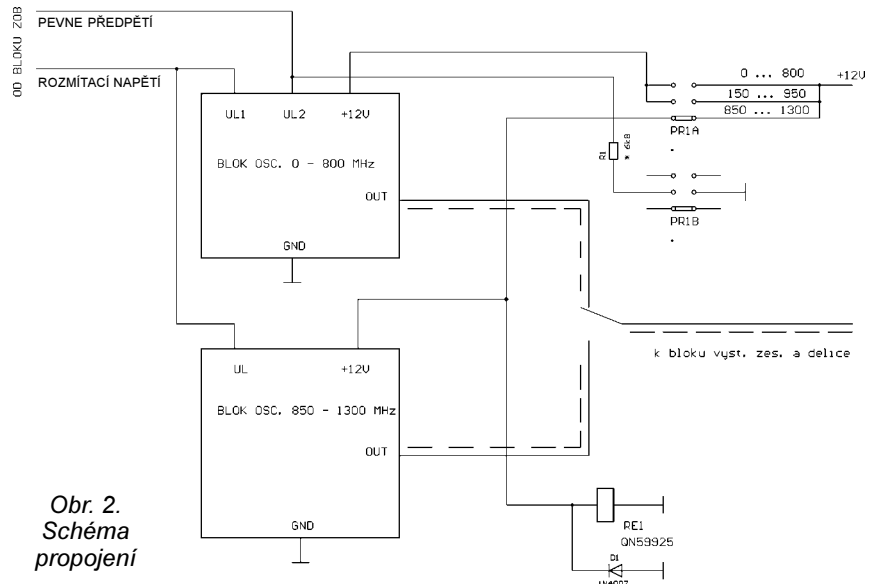 OD BLOKU ZOB
PEVNE PŘEDPĚTÍ
ROZMÍTACÍ NAPĚTÍ
UL1 UL2 +12V
BLOK OSC. 0 - 800 MHz
OUT
GND
0 ... 800
150 ... 950
850 ... 1300
+12V
PR1A
R1
* 6k8
PR1B
k bloku vyst. zes. a delice
UL +12V
BLOK OSC. 850 - 1300 MHz
OUT
GND
RE1
QN59925
D1
1N4007
Obr. 2.
Schéma
propojení